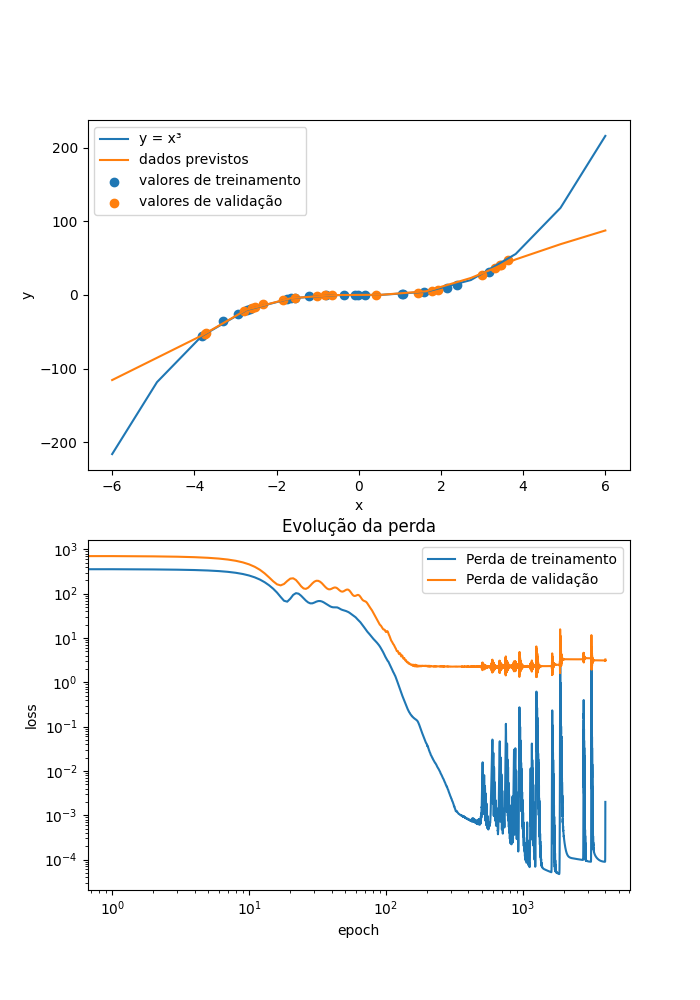 y = x³
dados previstos
valores de treinamento
valores de validação
200
100
0
−100
−200
y
−6 −4 −2 0 2 4 6
x
Evolução da perda
Perda de treinamento
Perda de validação
10³
10²
10¹
10⁰
10⁻¹
10⁻²
10⁻³
10⁻⁴
loss
10⁰ 10¹ 10² 10³
epoch